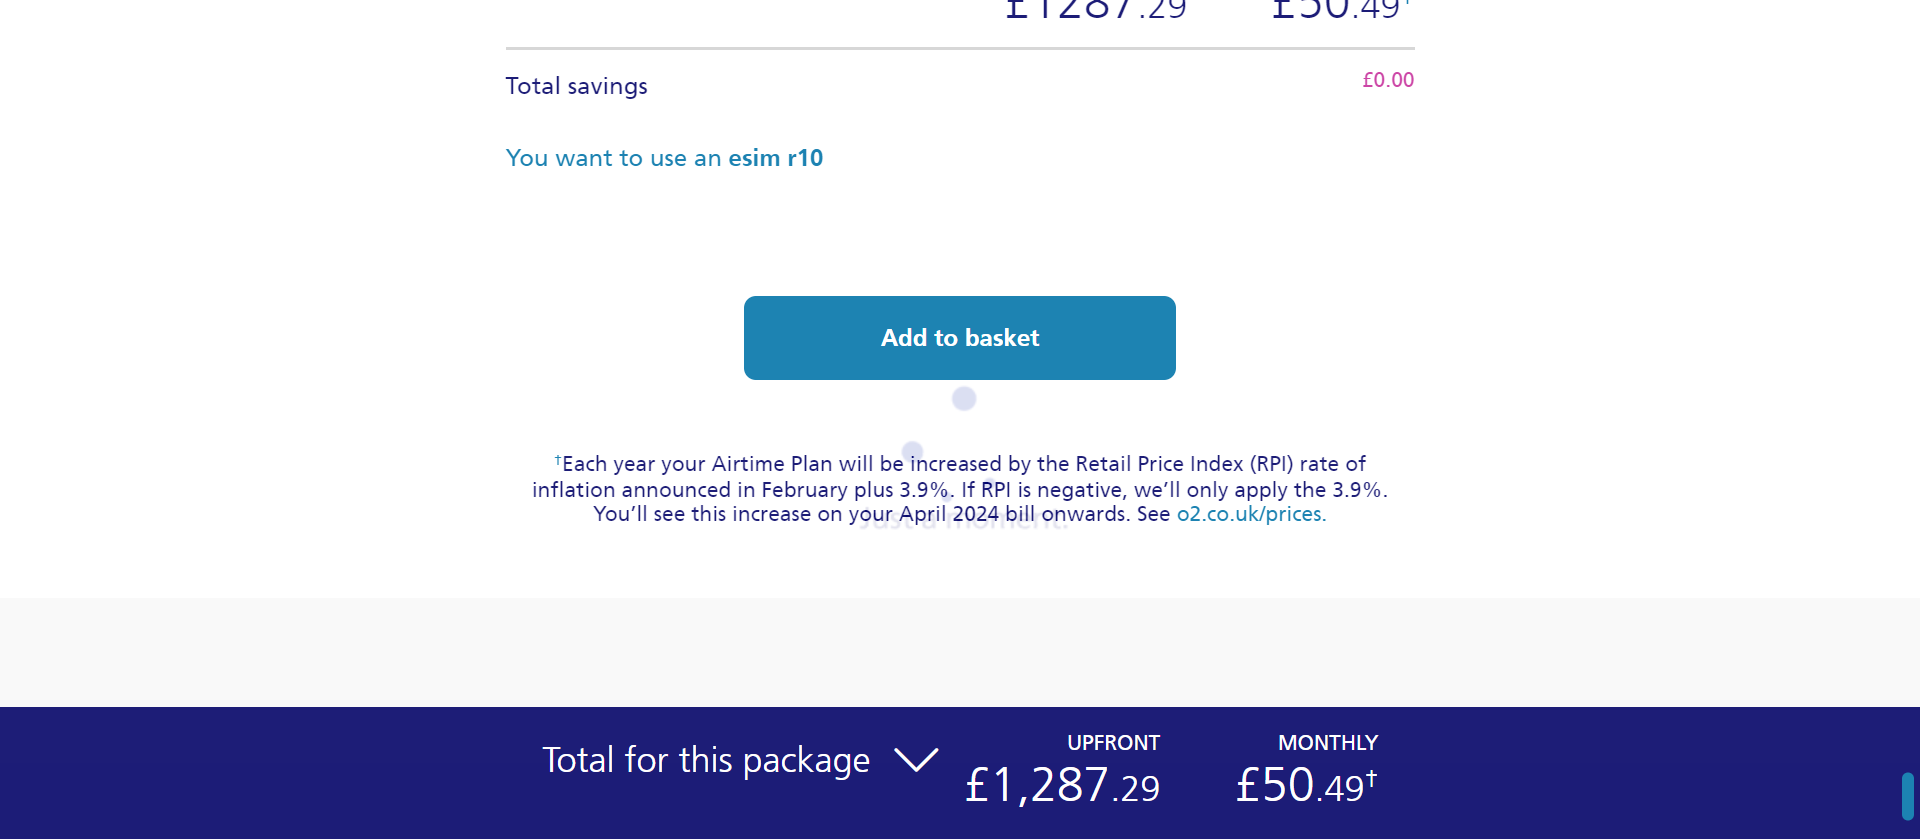 £1287.29 £50.49†
Total savings £0.00
You want to use an esim r10
Add to basket
†Each year your Airtime Plan will be increased by the Retail Price Index (RPI) rate of
inflation announced in February plus 3.9%. If RPI is negative, we’ll only apply the 3.9%.
You’ll see this increase on your April 2024 bill onwards. See o2.co.uk/prices.
Just a moment.
UPFRONT MONTHLY
Total for this package £1,287.29 £50.49†